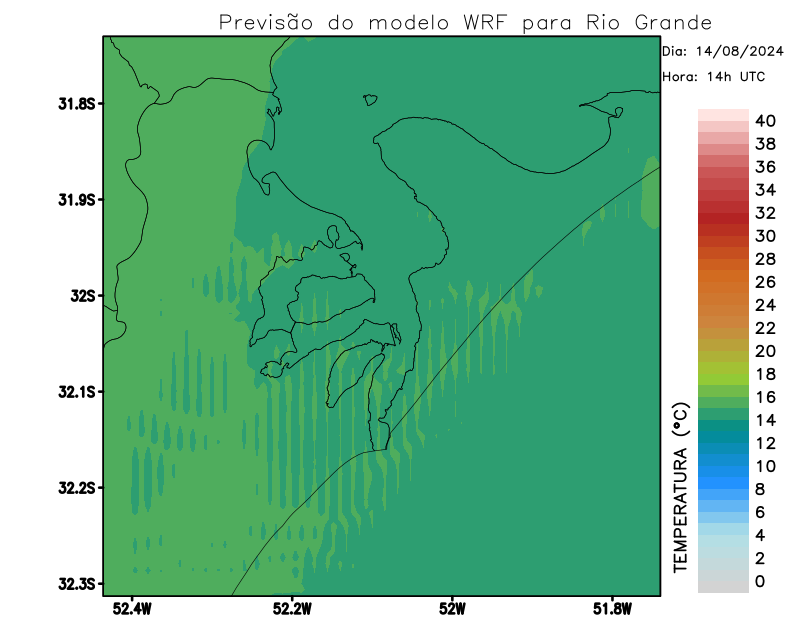 Previsão do modelo WRF para Rio Grande
Dia: 14/08/2024
Hora: 14h UTC
31.8S
31.9S
32S
32.1S
32.2S
32.3S
52.4W
52.2W
52W
51.8W
TEMPERATURA (°C)
40
38
36
34
32
30
28
26
24
22
20
18
16
14
12
10
8
6
4
2
0